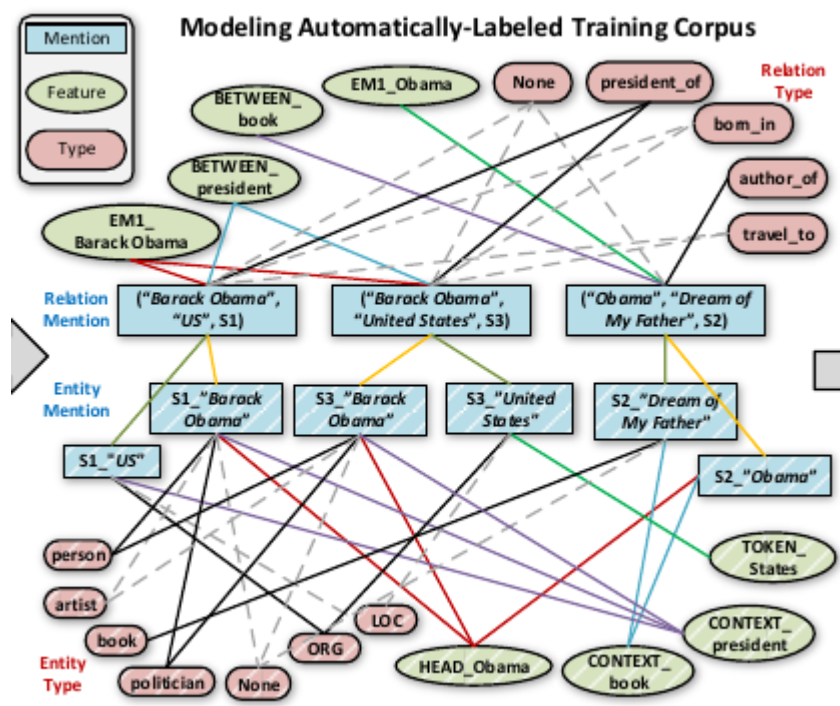 Modeling Automatically-Labeled Training Corpus
Mention
Feature
Type
BETWEEN_
book
EM1_Obama
None
president_of
Relation
Type
born_in
BETWEEN_
president
author_of
EM1_
Barack Obama
travel_to
Relation
Mention
("Barack Obama",
"US", S1)
("Barack Obama",
"United States", S3)
("Obama", "Dream of
My Father", S2)
Entity
Mention
S1_"Barack
Obama"
S3_"Barack
Obama"
S3_"United
States"
S2_"Dream of
My Father"
S1_"US"
S2_"Obama"
person
TOKEN_
States
artist
LOC
book
ORG
CONTEXT_
president
Entity
Type
politician
None
HEAD_Obama
CONTEXT_
book